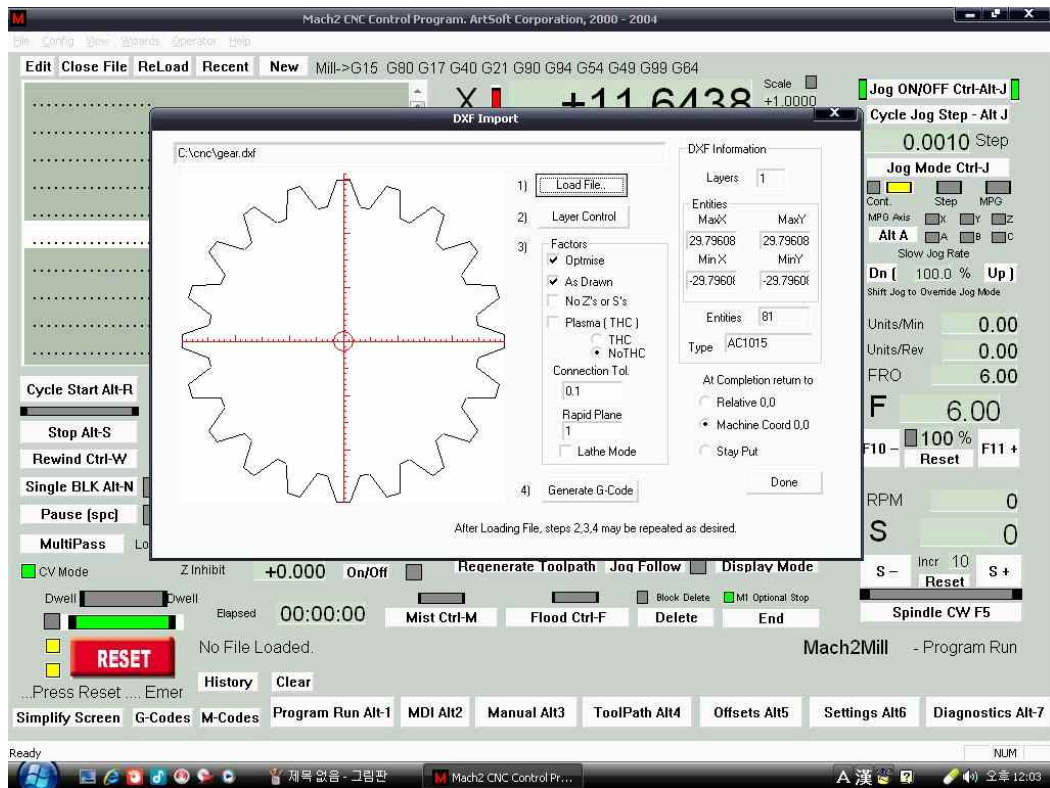 Mach2 CNC Control Program. ArtSoft Corporation, 2000 - 2004
File Config View Wizards Operator Help
Edit Close File ReLoad Recent New Mill->G15 G80 G17 G40 G21 G90 G94 G54 G49 G99 G64
X +11.6438
Scale
+1.0000
Jog ON/OFF Ctrl-Alt-J
Cycle Jog Step - Alt J
0.0010 Step
Jog Mode Ctrl-J
Cont. Step MPG
MPG Axis X Y Z
Alt A A B C
Slow Jog Rate
Dn ( 100.0 % Up )
Shift Jog to Override Jog Mode
Units/Min 0.00
Units/Rev 0.00
FRO 6.00
F 6.00
F10 - 100 % F11 +
Reset
RPM 0
S 0
S - Incr 10 S +
Reset
Spindle CW F5
DXF Import
C:\cnc\gear.dxf
1) Load File..
2) Layer Control
3) Factors
Optmise
As Drawn
No Z's or S's
Plasma ( THC )
THC
NoTHC
Connection Tol.
0.1
Rapid Plane
1
Lathe Mode
4) Generate G-Code
DXF Information
Layers 1
Entities
MaxX MaxY
29.79608 29.79608
Min X MinY
-29.7960 -29.7960
Entities 81
Type AC1015
At Completion return to
Relative 0,0
Machine Coord 0,0
Stay Put
Done
After Loading File, steps 2,3,4 may be repeated as desired.
Cycle Start Alt-R
Stop Alt-S
Rewind Ctrl-W
Single BLK Alt-N
Pause (spc)
MultiPass Lo
CV Mode Z Inhibit +0.000 On/Off Regenerate Toolpath Jog Follow Display Mode
Dwell Dwell
Elapsed 00:00:00 Mist Ctrl-M Flood Ctrl-F
Block Delete M1 Optional Stop
Delete End
RESET
No File Loaded.
Mach2Mill - Program Run
...Press Reset .... Emer
History Clear
Simplify Screen G-Codes M-Codes Program Run Alt-1 MDI Alt2 Manual Alt3 ToolPath Alt4 Offsets Alt5 Settings Alt6 Diagnostics Alt-7
Ready NUM
제목 없음 - 그림판 Mach2 CNC Control Pr... A 漢 오후 12:03